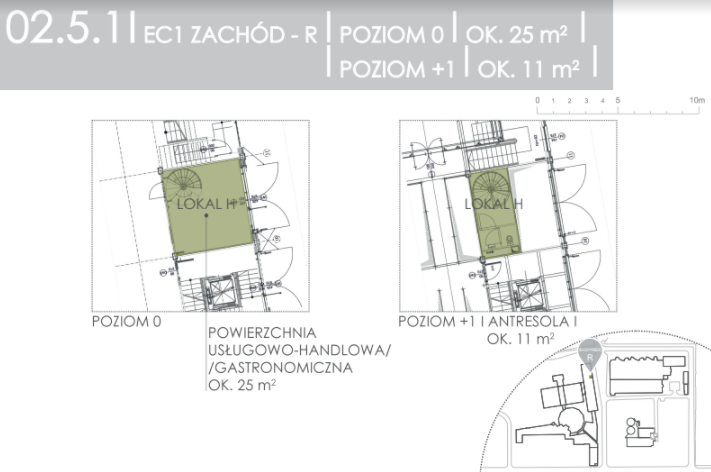 02.5.1| EC1 ZACHÓD - R | POZIOM 0 | OK. 25 m² |
| POZIOM +1 | OK. 11 m² |
0 1 2 3 4 5 10m
LOKAL H
LOKAL H
POZIOM 0
POWIERZCHNIA
USŁUGOWO-HANDLOWA/
/GASTRONOMICZNA
OK. 25 m²
POZIOM +1 I ANTRESOLA I
OK. 11 m²
R